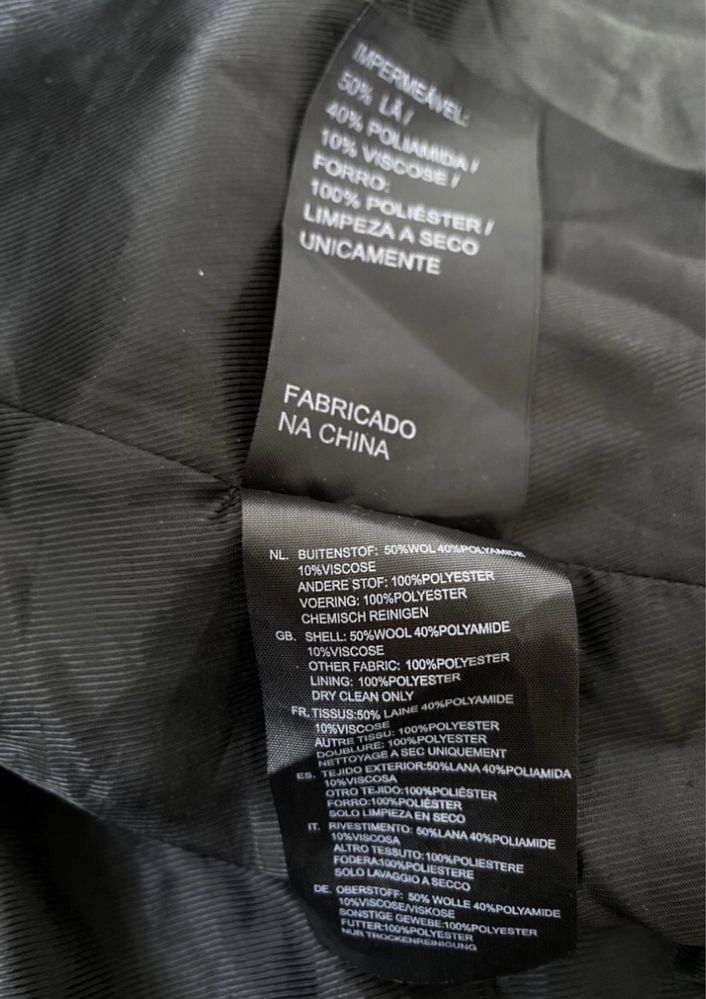 IMPERMEÁVEL:
50% LÃ /
40% POLIAMIDA /
10% VISCOSE /
FORRO:
100% POLIÉSTER /
LIMPEZA A SECO
UNICAMENTE
FABRICADO
NA CHINA
NL. BUITENSTOF: 50%WOL 40%POLYAMIDE
10%VISCOSE
ANDERE STOF: 100%POLYESTER
VOERING: 100%POLYESTER
CHEMISCH REINIGEN
GB. SHELL: 50%WOOL 40%POLYAMIDE
10%VISCOSE
OTHER FABRIC: 100%POLYESTER
LINING: 100%POLYESTER
DRY CLEAN ONLY
FR. TISSUS:50% LAINE 40%POLYAMIDE
10%VISCOSE
AUTRE TISSU: 100%POLYESTER
DOUBLURE: 100%POLYESTER
NETTOYAGE A SEC UNIQUEMENT
ES. TEJIDO EXTERIOR:50%LANA 40%POLIAMIDA
10%VISCOSA
OTRO TEJIDO:100%POLIÉSTER
FORRO:100%POLIÉSTER
SOLO LIMPIEZA EN SECO
IT. RIVESTIMENTO: 50%LANA 40%POLIAMIDE
10%VISCOSA
ALTRO TESSUTO:100%POLIESTERE
FODERA:100%POLIESTERE
SOLO LAVAGGIO A SECCO
DE. OBERSTOFF: 50% WOLLE 40%POLYAMIDE
10%VISCOSE/VISKOSE
SONSTIGE GEWEBE:100%POLYESTER
FUTTER:100%POLYESTER
NUR TROCKENREINIGUNG